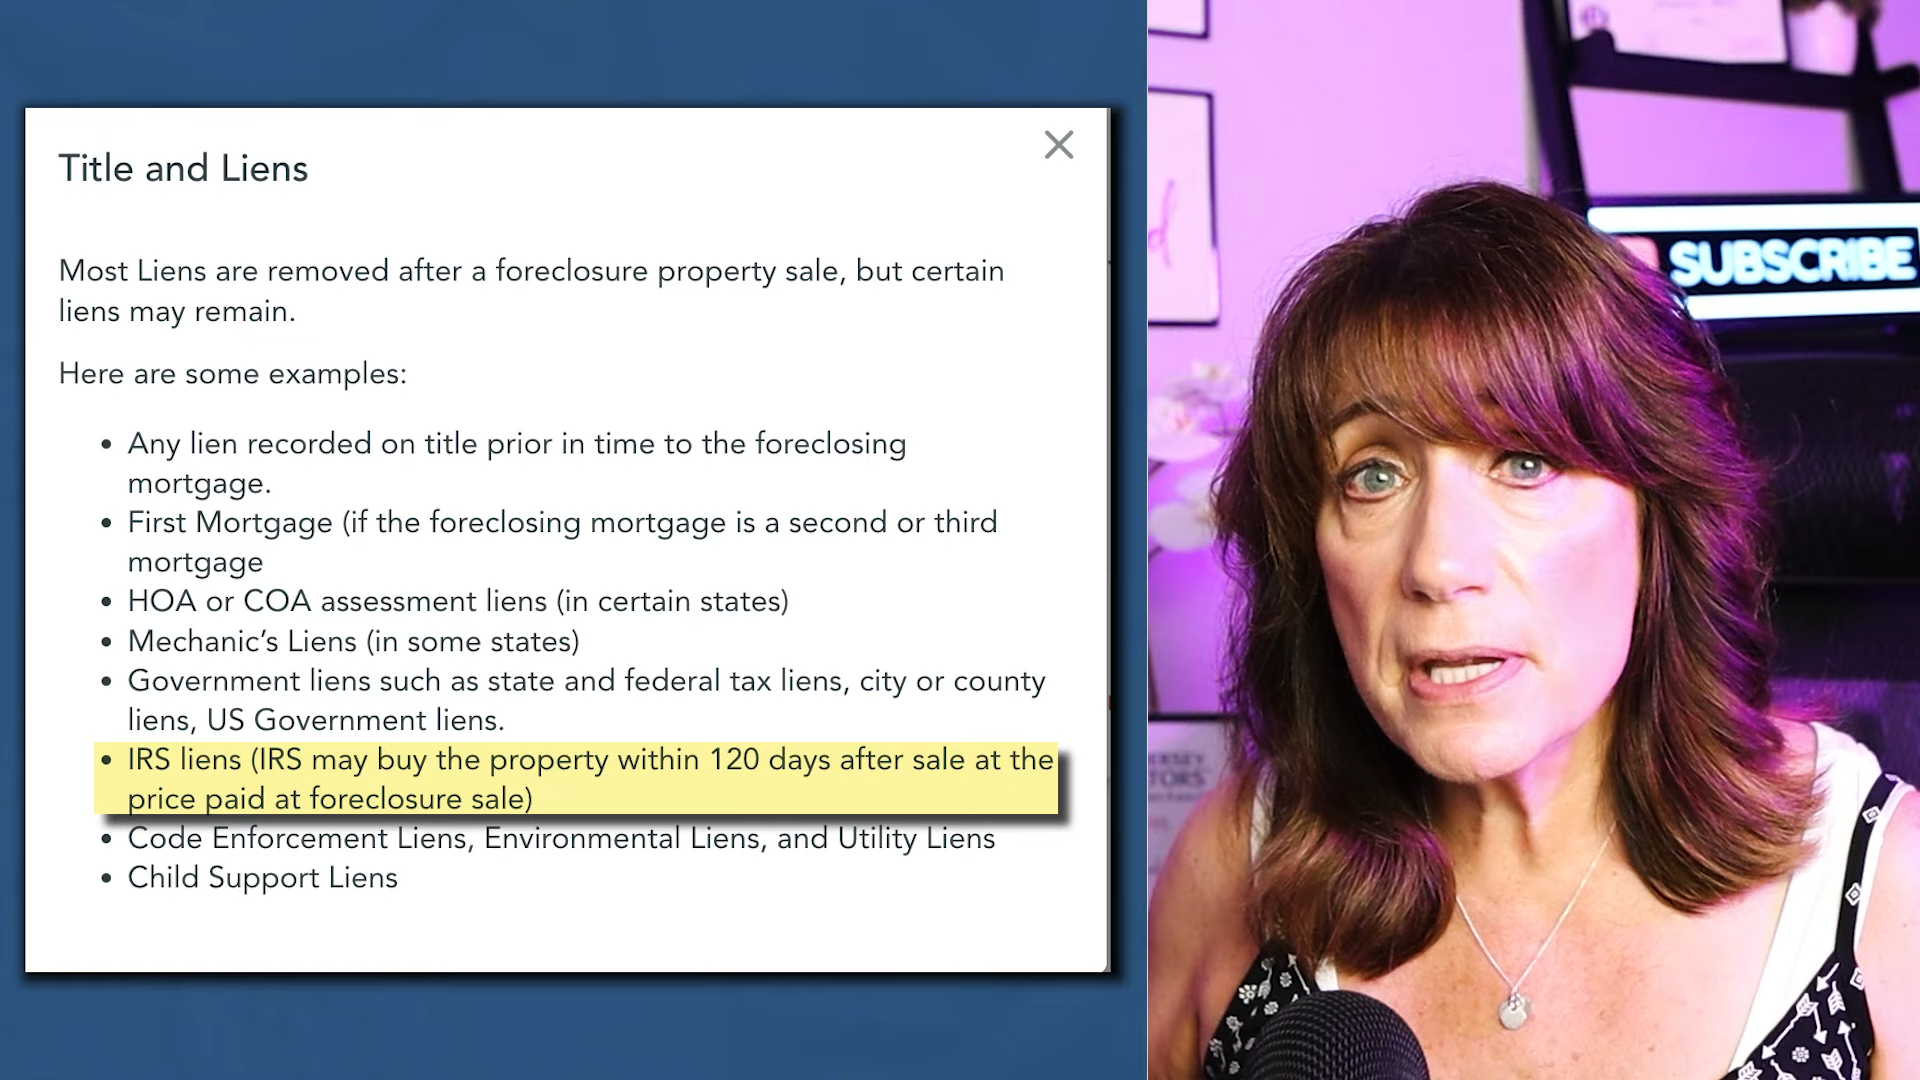 Title and Liens
Most Liens are removed after a foreclosure property sale, but certain
liens may remain.
Here are some examples:
• Any lien recorded on title prior in time to the foreclosing
mortgage.
• First Mortgage (if the foreclosing mortgage is a second or third
mortgage
• HOA or COA assessment liens (in certain states)
• Mechanic’s Liens (in some states)
• Government liens such as state and federal tax liens, city or county
liens, US Government liens.
• IRS liens (IRS may buy the property within 120 days after sale at the
price paid at foreclosure sale)
• Code Enforcement Liens, Environmental Liens, and Utility Liens
• Child Support Liens
SUBSCRIBE